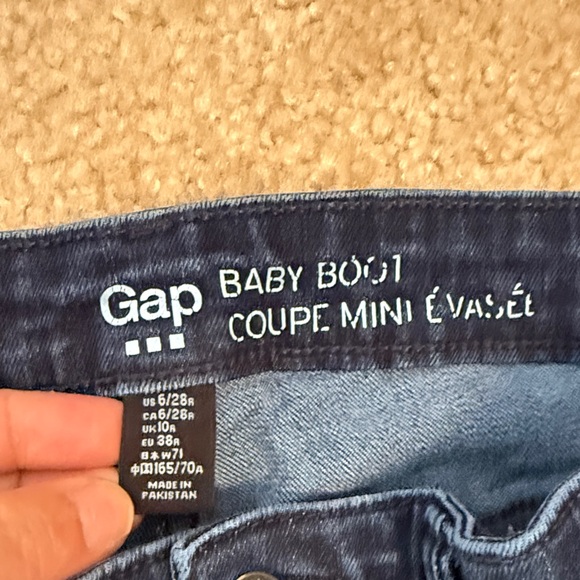 Gap
BABY BOOT
COUPE MINI ÉVASÉE
US 6/28R
CA 6/28R
UK 10R
EU 38R
日本 W71
中国 165/70A
MADE IN
PAKISTAN